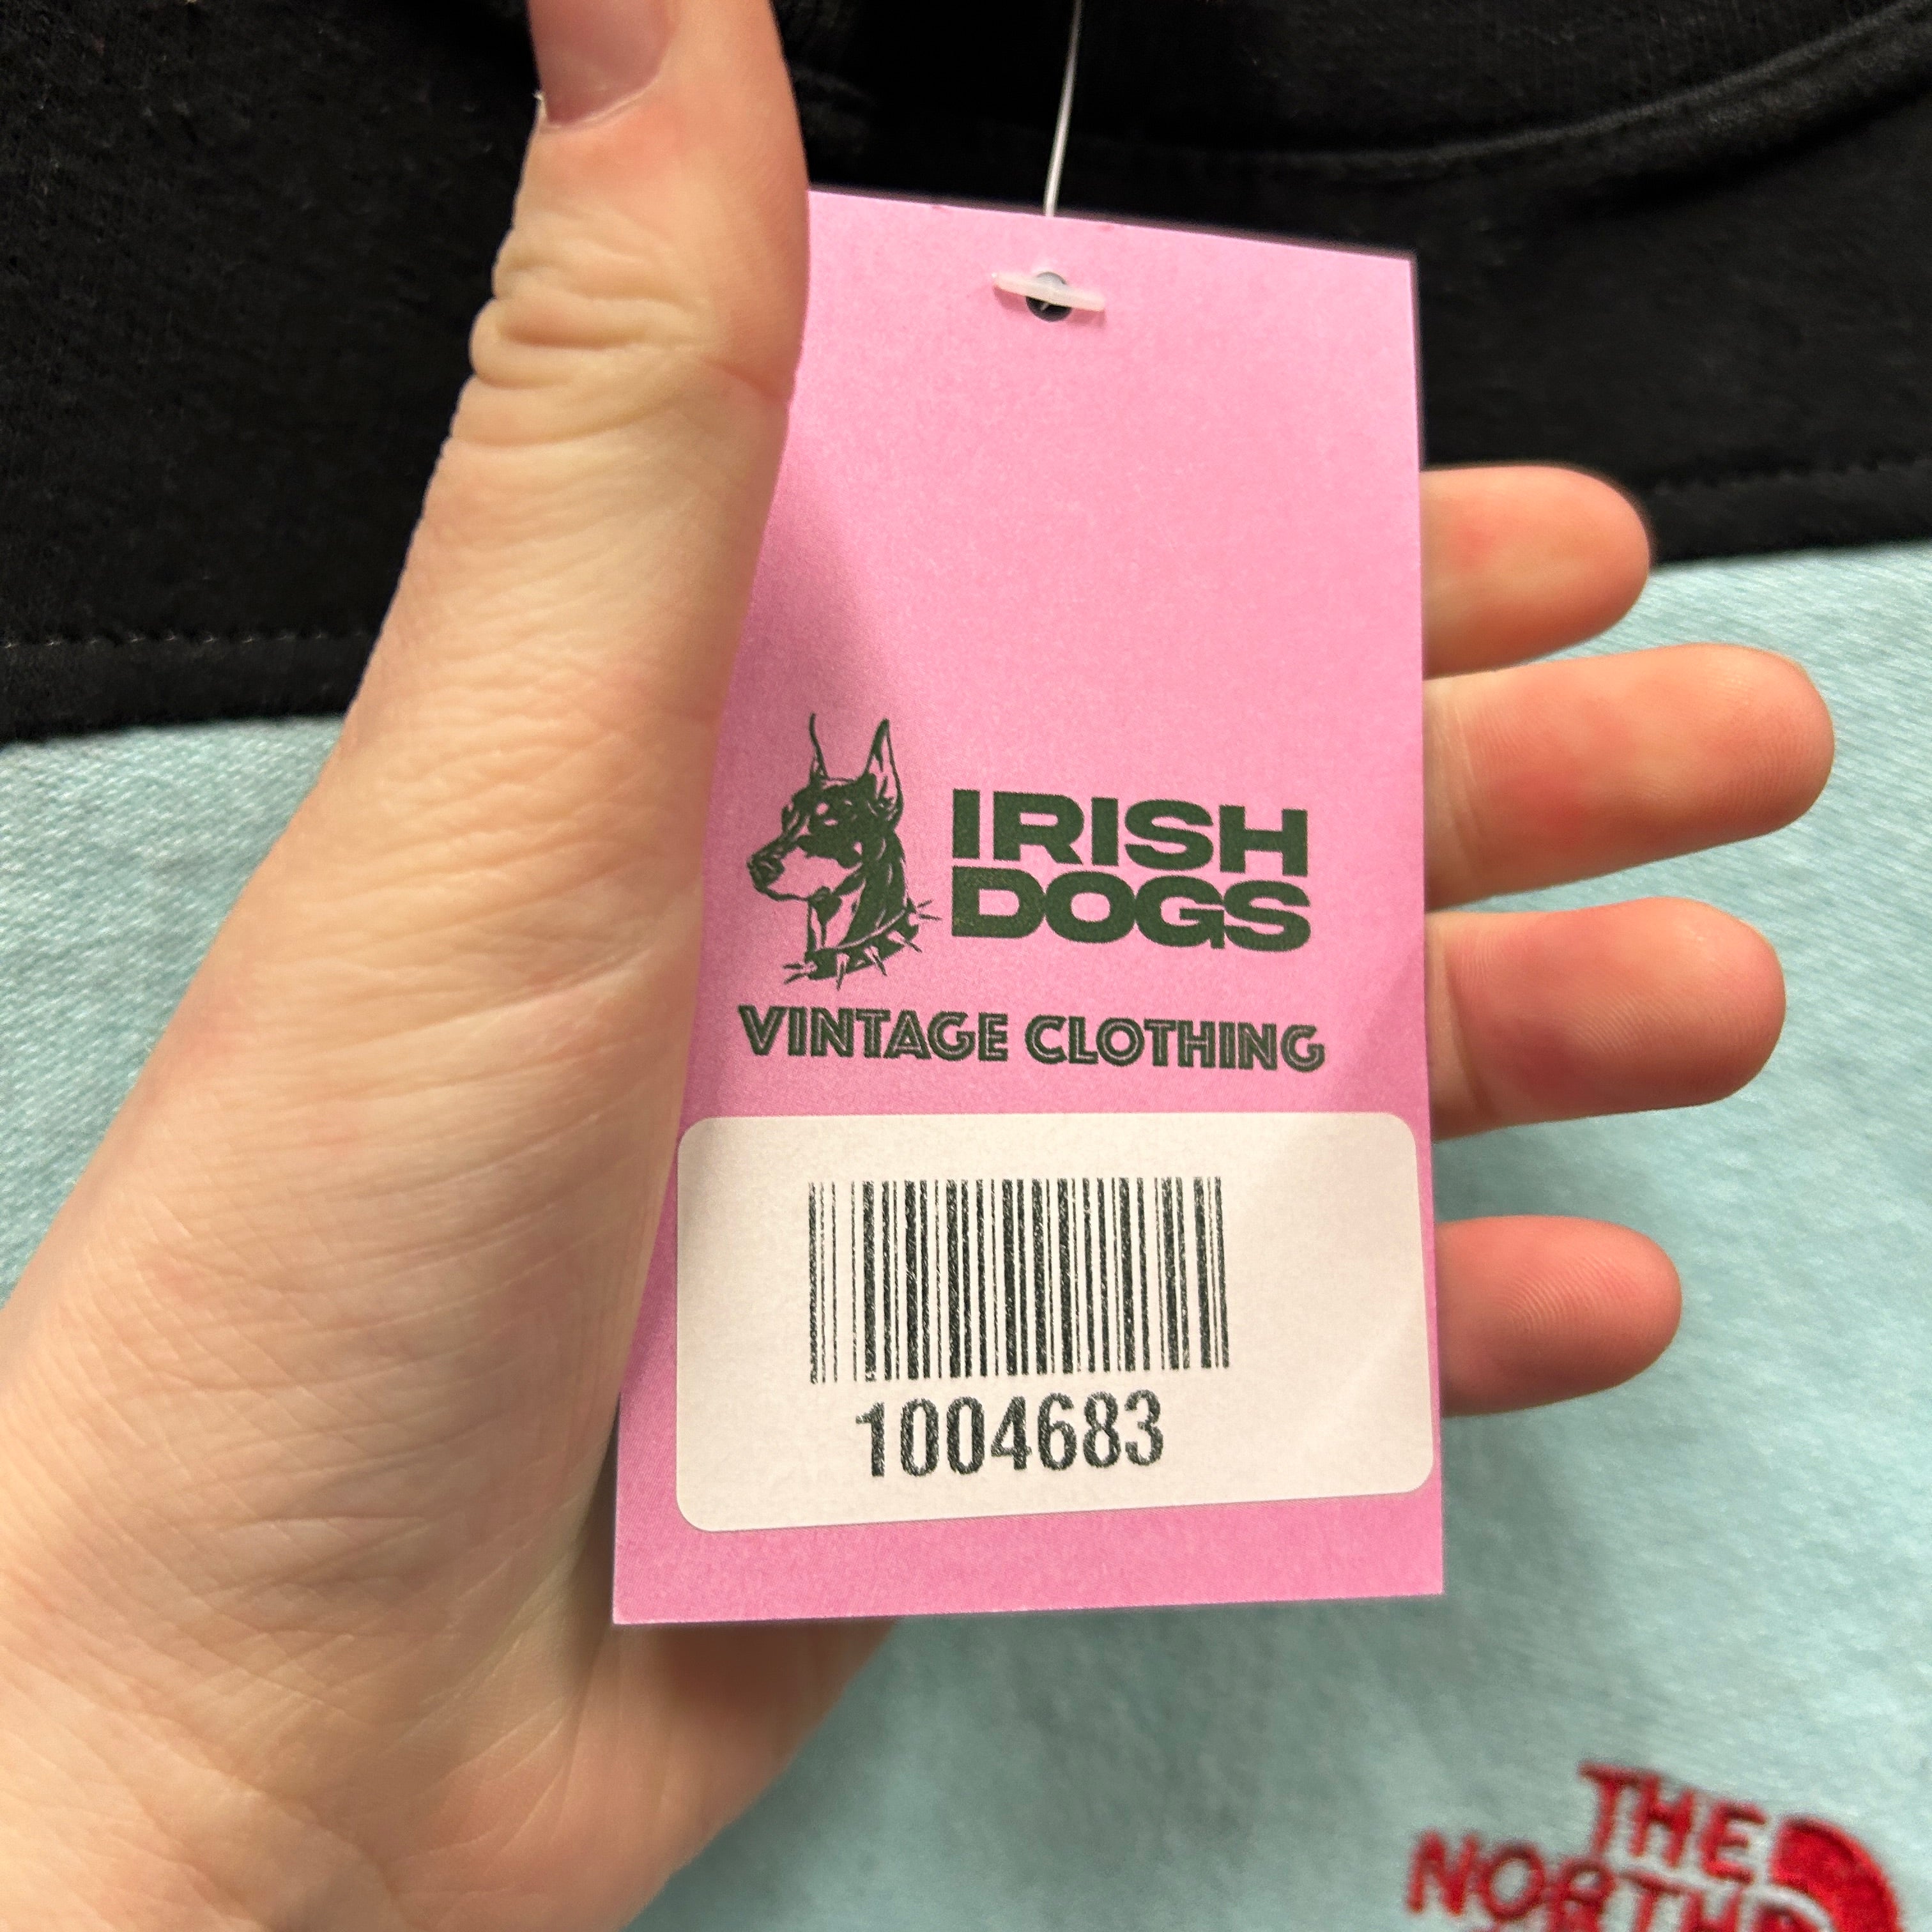 IRISH
DOGS
VINTAGE CLOTHING
1004683
THE
NORTH